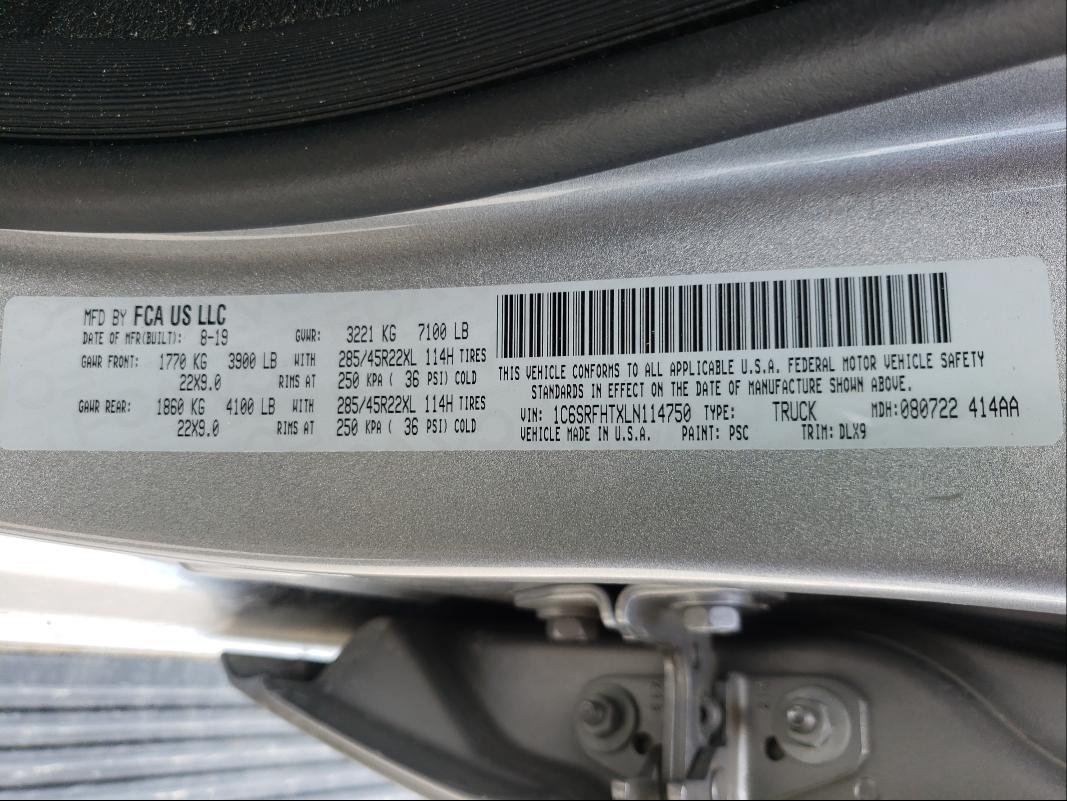 MFD BY FCA US LLC
DATE OF MFR(BUILT): 8-19 GVWR: 3221 KG 7100 LB
GAWR FRONT: 1770 KG 3900 LB WITH 285/45R22XL 114H TIRES
22X9.0 RIMS AT 250 KPA ( 36 PSI) COLD
GAWR REAR: 1860 KG 4100 LB WITH 285/45R22XL 114H TIRES
22X9.0 RIMS AT 250 KPA ( 36 PSI) COLD
THIS VEHICLE CONFORMS TO ALL APPLICABLE U.S.A. FEDERAL MOTOR VEHICLE SAFETY
STANDARDS IN EFFECT ON THE DATE OF MANUFACTURE SHOWN ABOVE.
VIN: 1C6SRFHTXLN114750 TYPE: TRUCK MDH:080722 414AA
VEHICLE MADE IN U.S.A. PAINT: PSC TRIM: DLX9